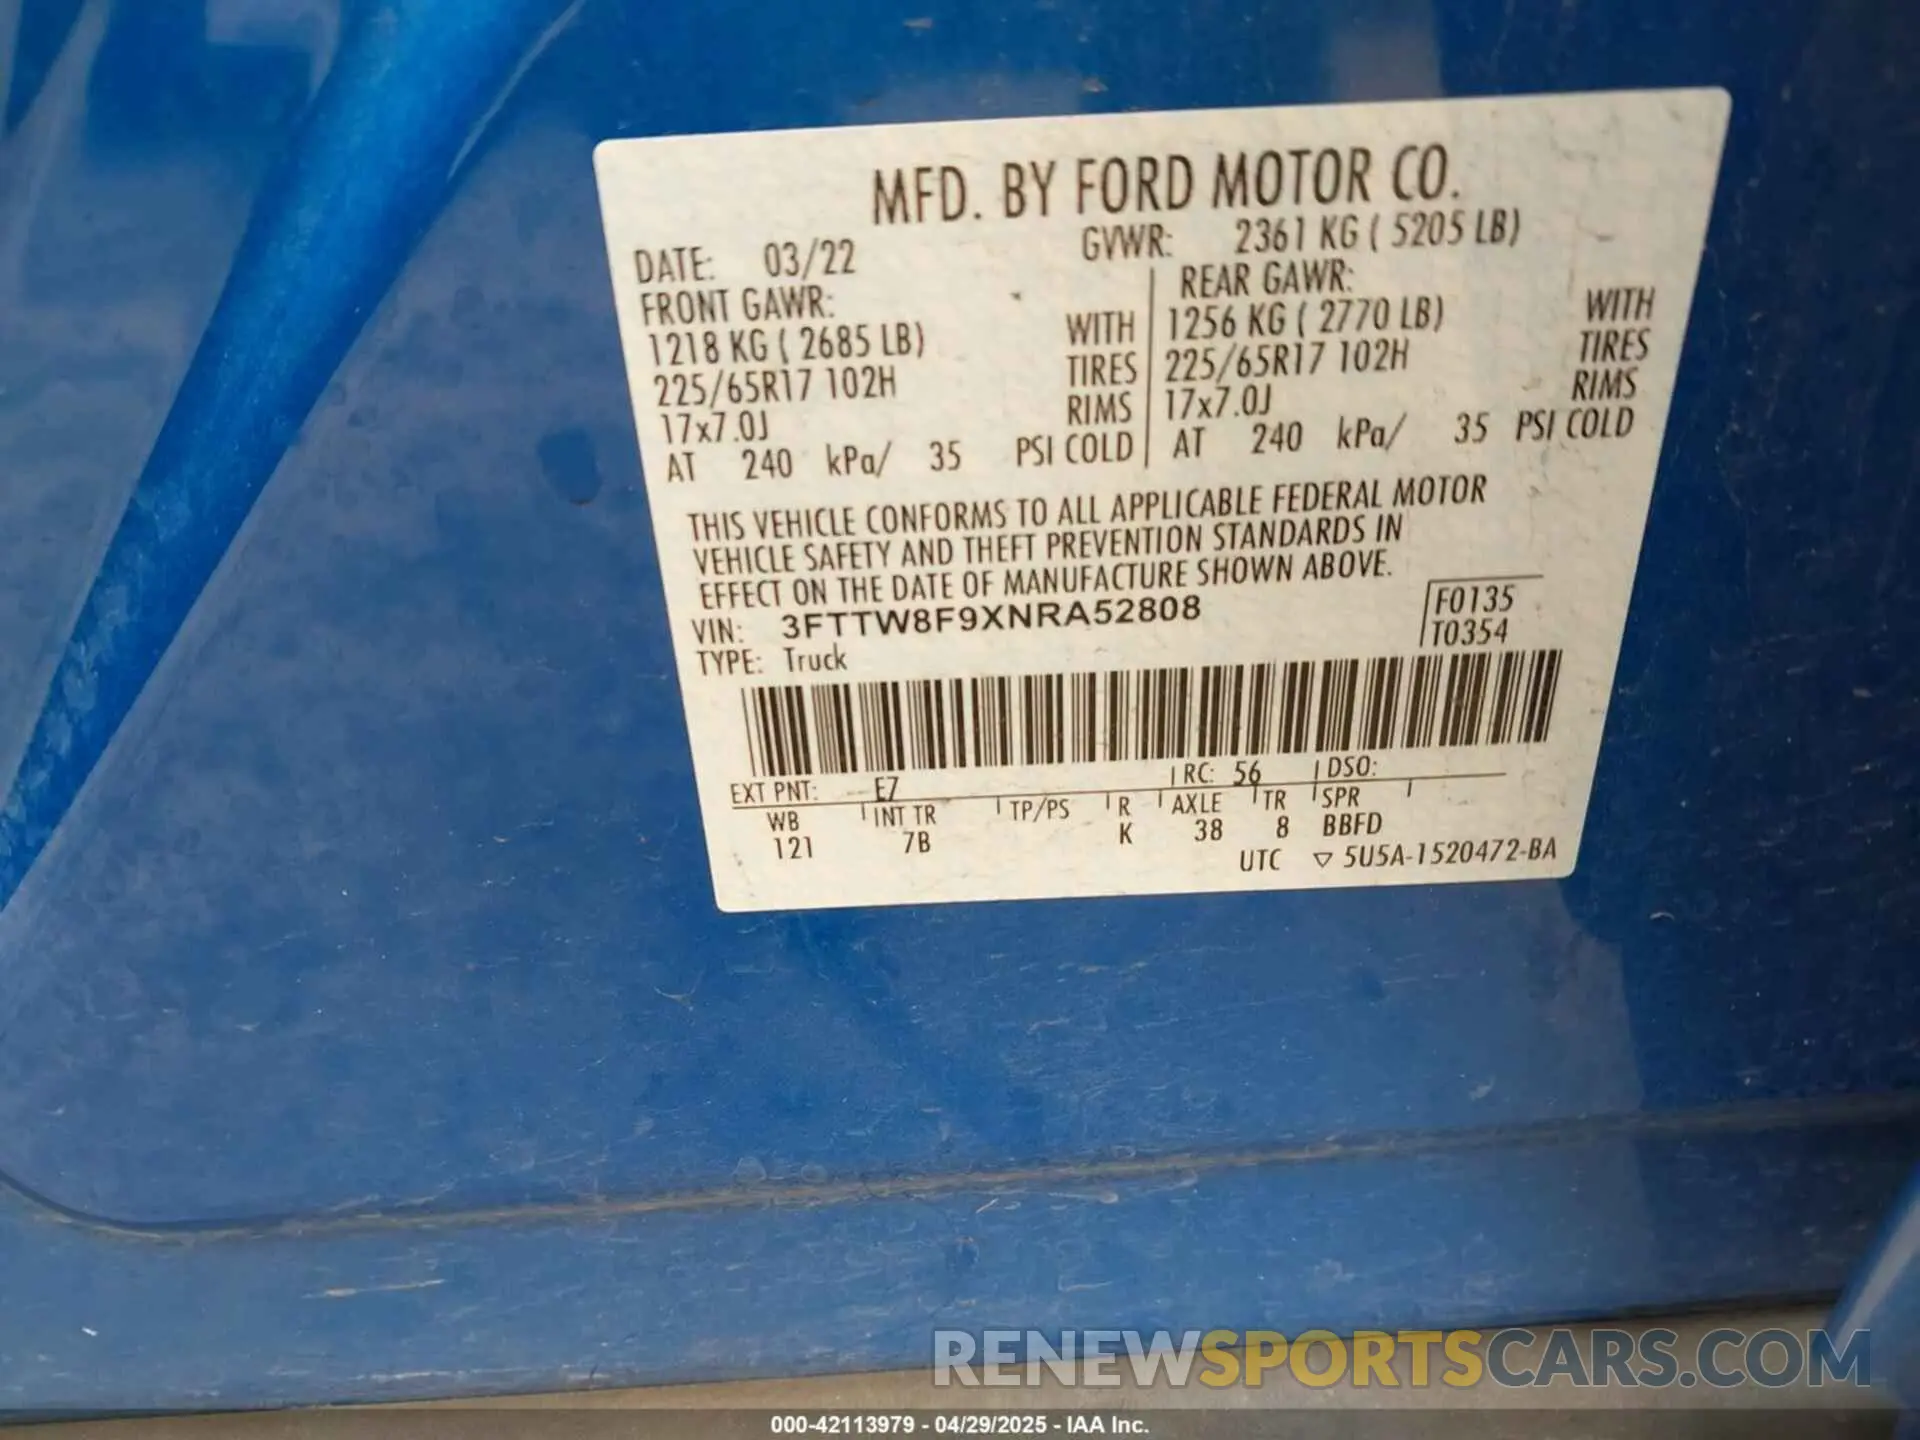 MFD. BY FORD MOTOR CO.
DATE: 03/22 GVWR: 2361 KG ( 5205 LB)
FRONT GAWR: REAR GAWR:
1218 KG ( 2685 LB) WITH 1256 KG ( 2770 LB) WITH
225/65R17 102H TIRES 225/65R17 102H TIRES
17x7.0J RIMS 17x7.0J RIMS
AT 240 kPa/ 35 PSI COLD AT 240 kPa/ 35 PSI COLD
THIS VEHICLE CONFORMS TO ALL APPLICABLE FEDERAL MOTOR
VEHICLE SAFETY AND THEFT PREVENTION STANDARDS IN
EFFECT ON THE DATE OF MANUFACTURE SHOWN ABOVE.
VIN: 3FTTW8F9XNRA52808 F0135
TYPE: Truck T0354
EXT PNT: E7 RC: 56 DSO:
WB INT TR TP/PS R AXLE TR SPR
121 7B K 38 8 BBFD
UTC ▽ 5U5A-1520472-BA
RENEWSPORTSCARS.COM
000-42113979 - 04/29/2025 - IAA Inc.